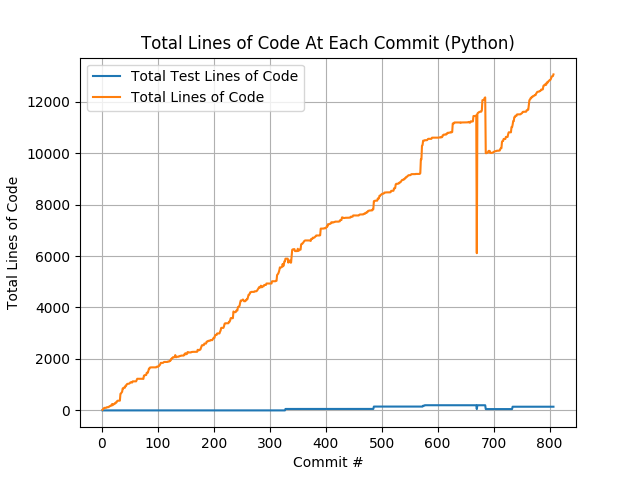 Total Lines of Code At Each Commit (Python)
Total Test Lines of Code
Total Lines of Code
12000
10000
8000
6000
4000
2000
0
Total Lines of Code
0 100 200 300 400 500 600 700 800
Commit #